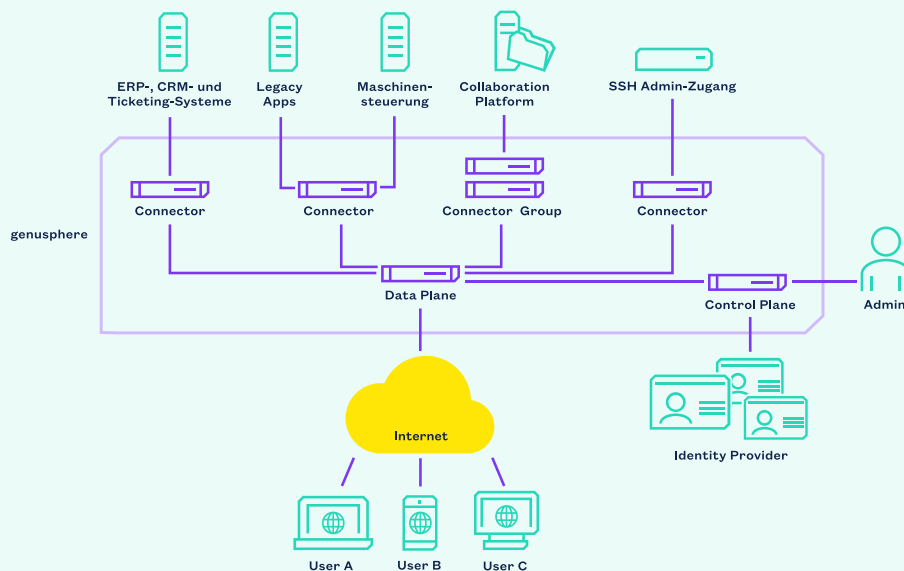 ERP-, CRM- und
Ticketing-Systeme
Legacy
Apps
Maschinen-
steuerung
Collaboration
Platform
SSH Admin-Zugang
Connector
Connector
Connector Group
Connector
genusphere
Data Plane
Control Plane
Admin
Internet
Identity Provider
User A
User B
User C